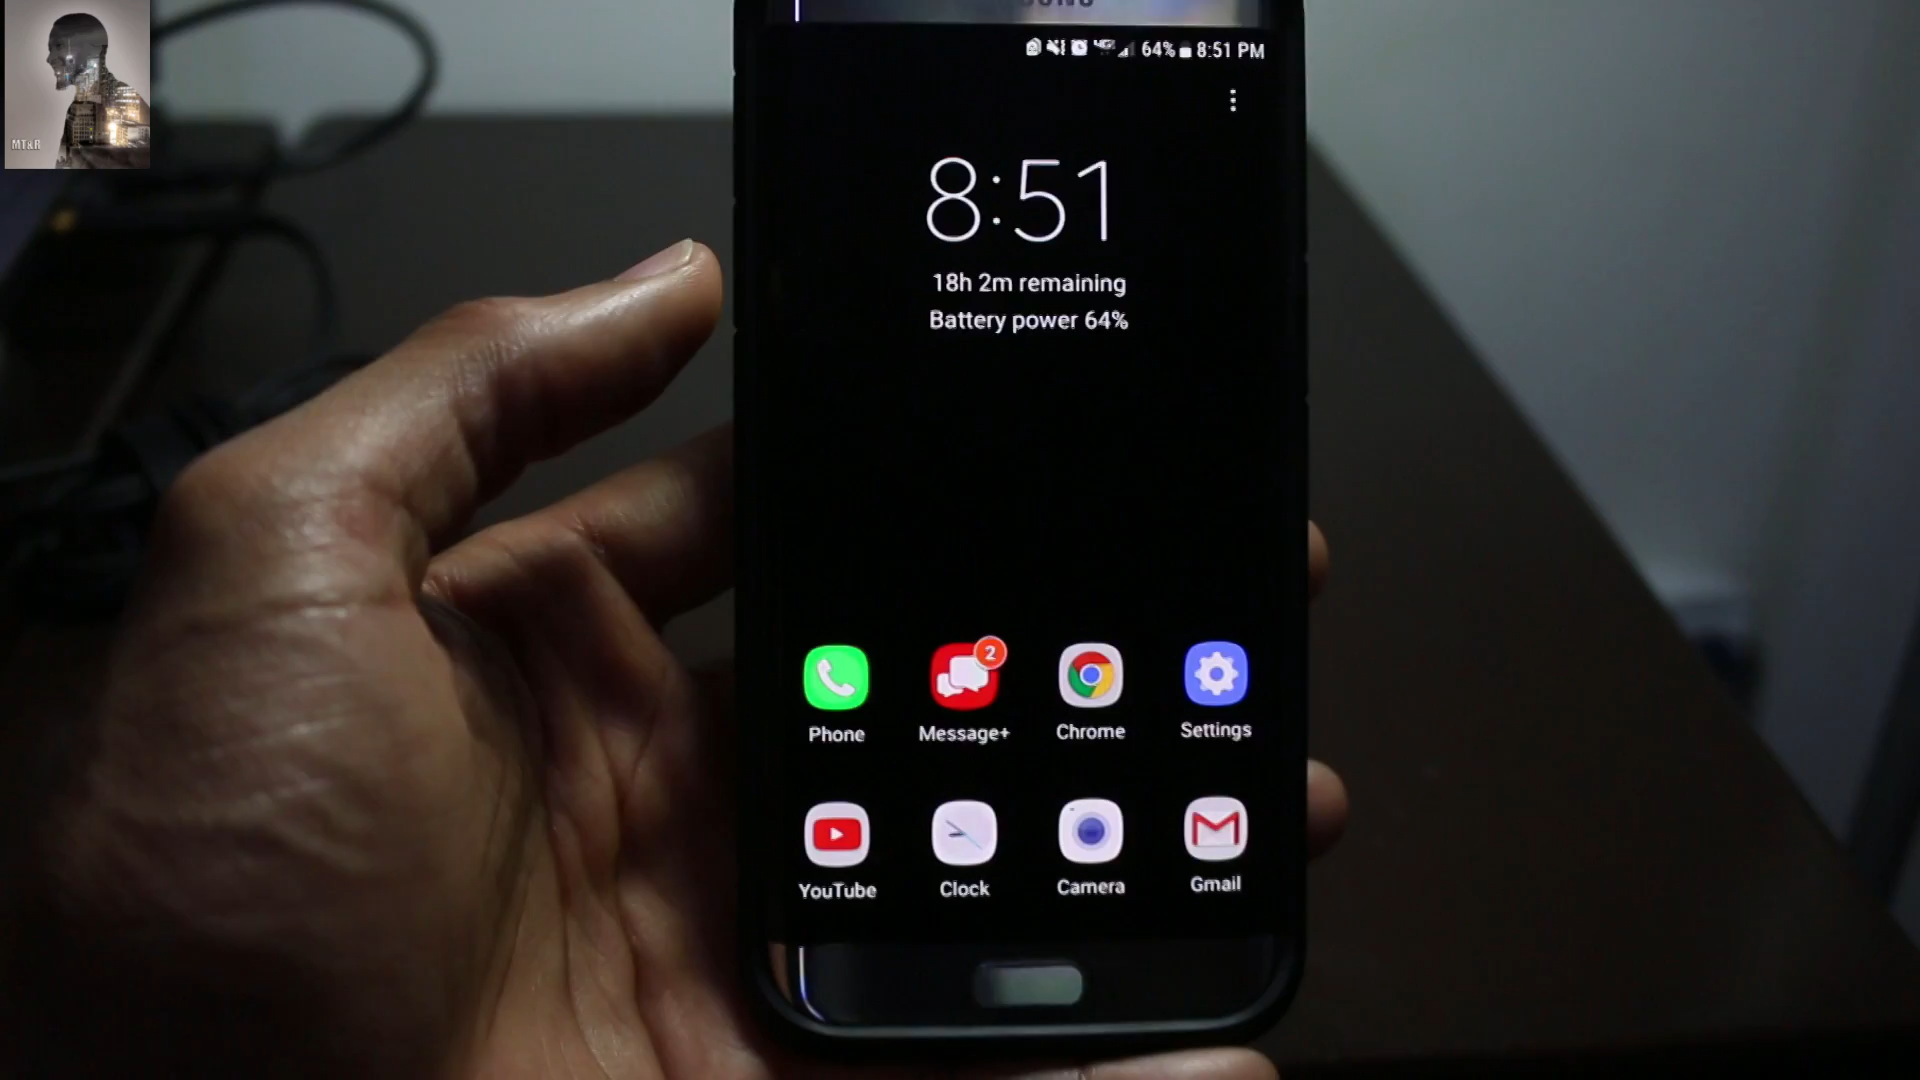 MT&R
64% 8:51 PM
8:51
18h 2m remaining
Battery power 64%
2
Phone Message+ Chrome Settings
YouTube Clock Camera Gmail